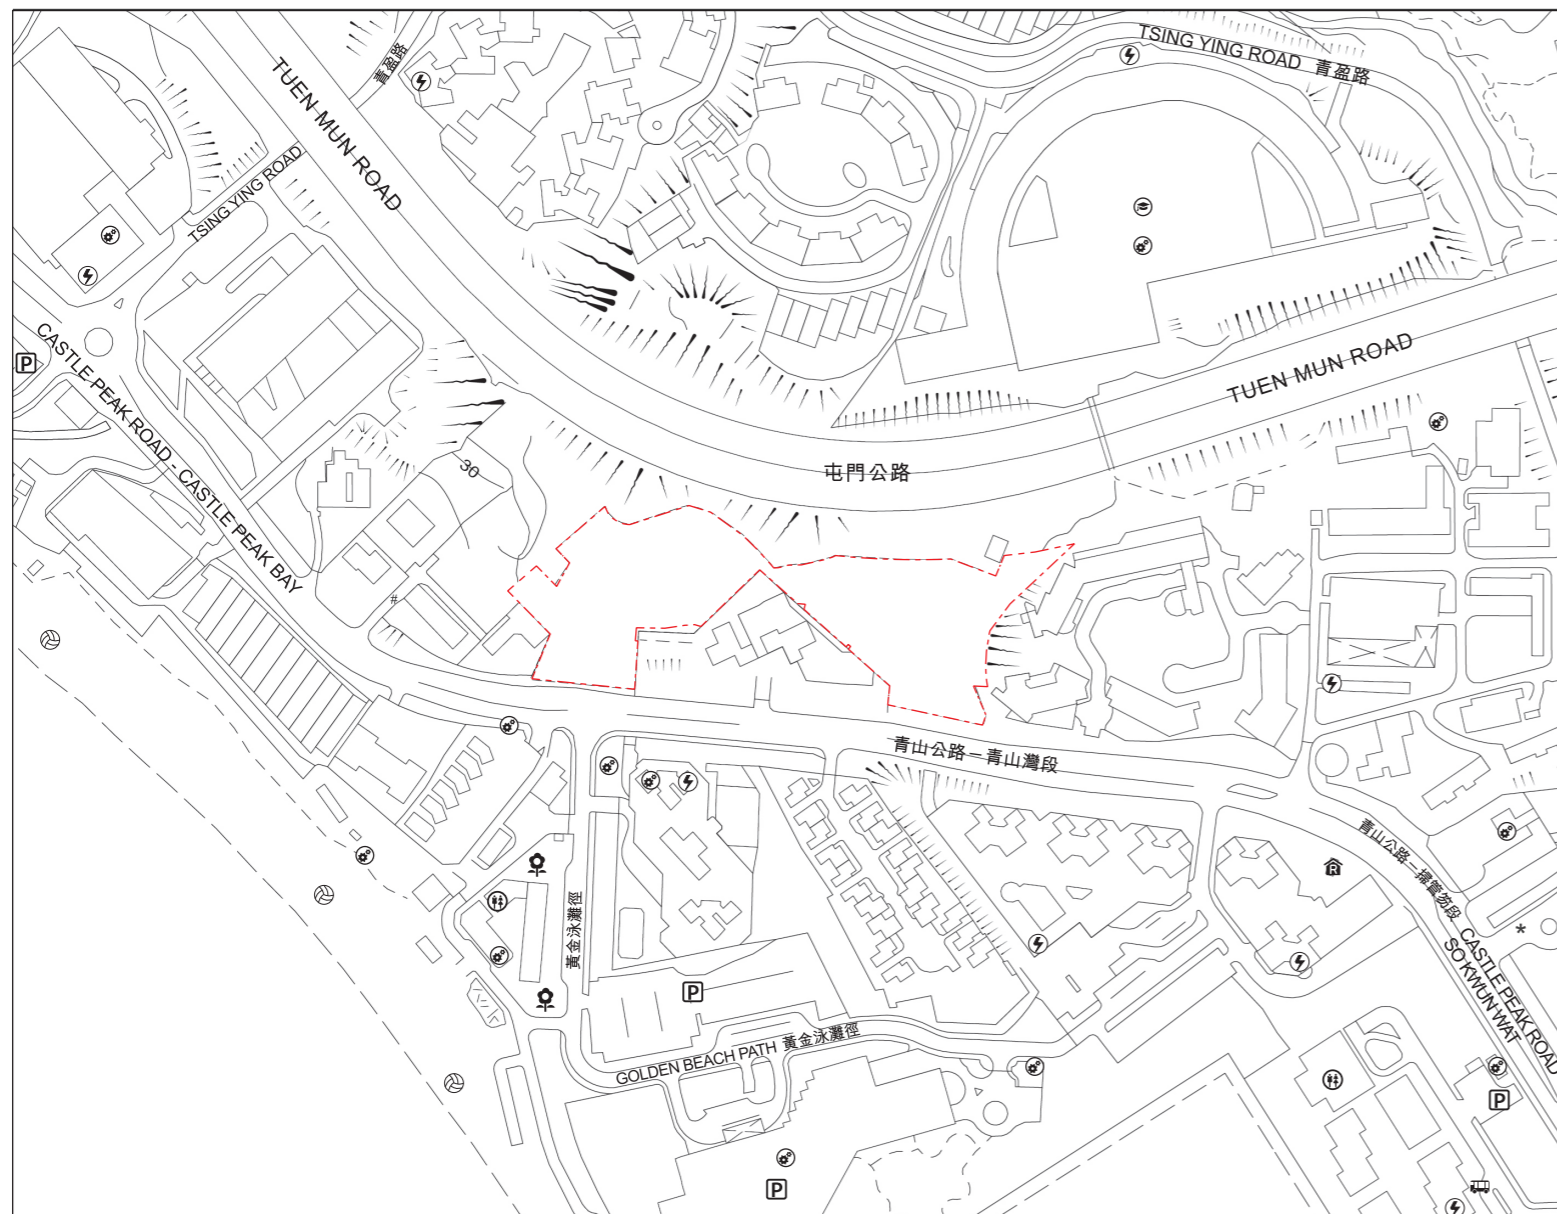 TSING YING ROAD 青盈路
青盈路
TUEN MUN ROAD
TSING YING ROAD
CASTLE PEAK ROAD - CASTLE PEAK BAY
TUEN MUN ROAD
30
屯門公路
#
青山公路－青山灣段
青山公路－掃管笏段
CASTLE PEAK ROAD
SO KWUN WAT
*
黃金泳灘徑
P
P
GOLDEN BEACH PATH 黃金泳灘徑
R
P
P